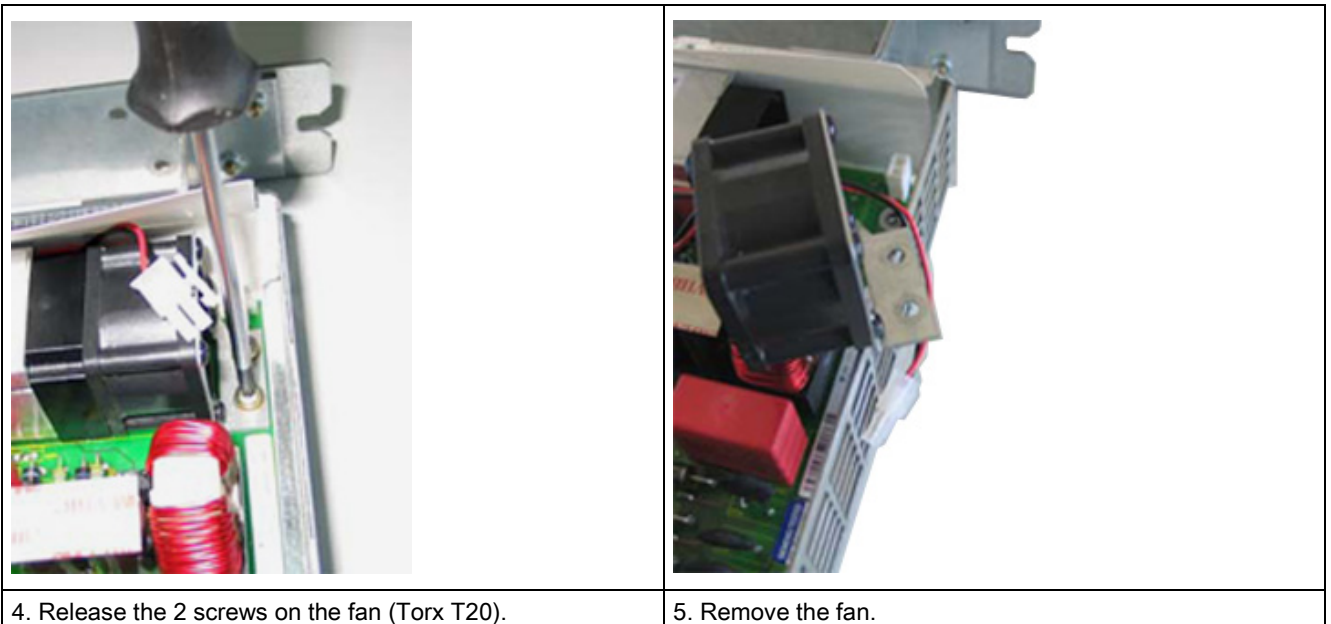 4. Release the 2 screws on the fan (Torx T20).
5. Remove the fan.